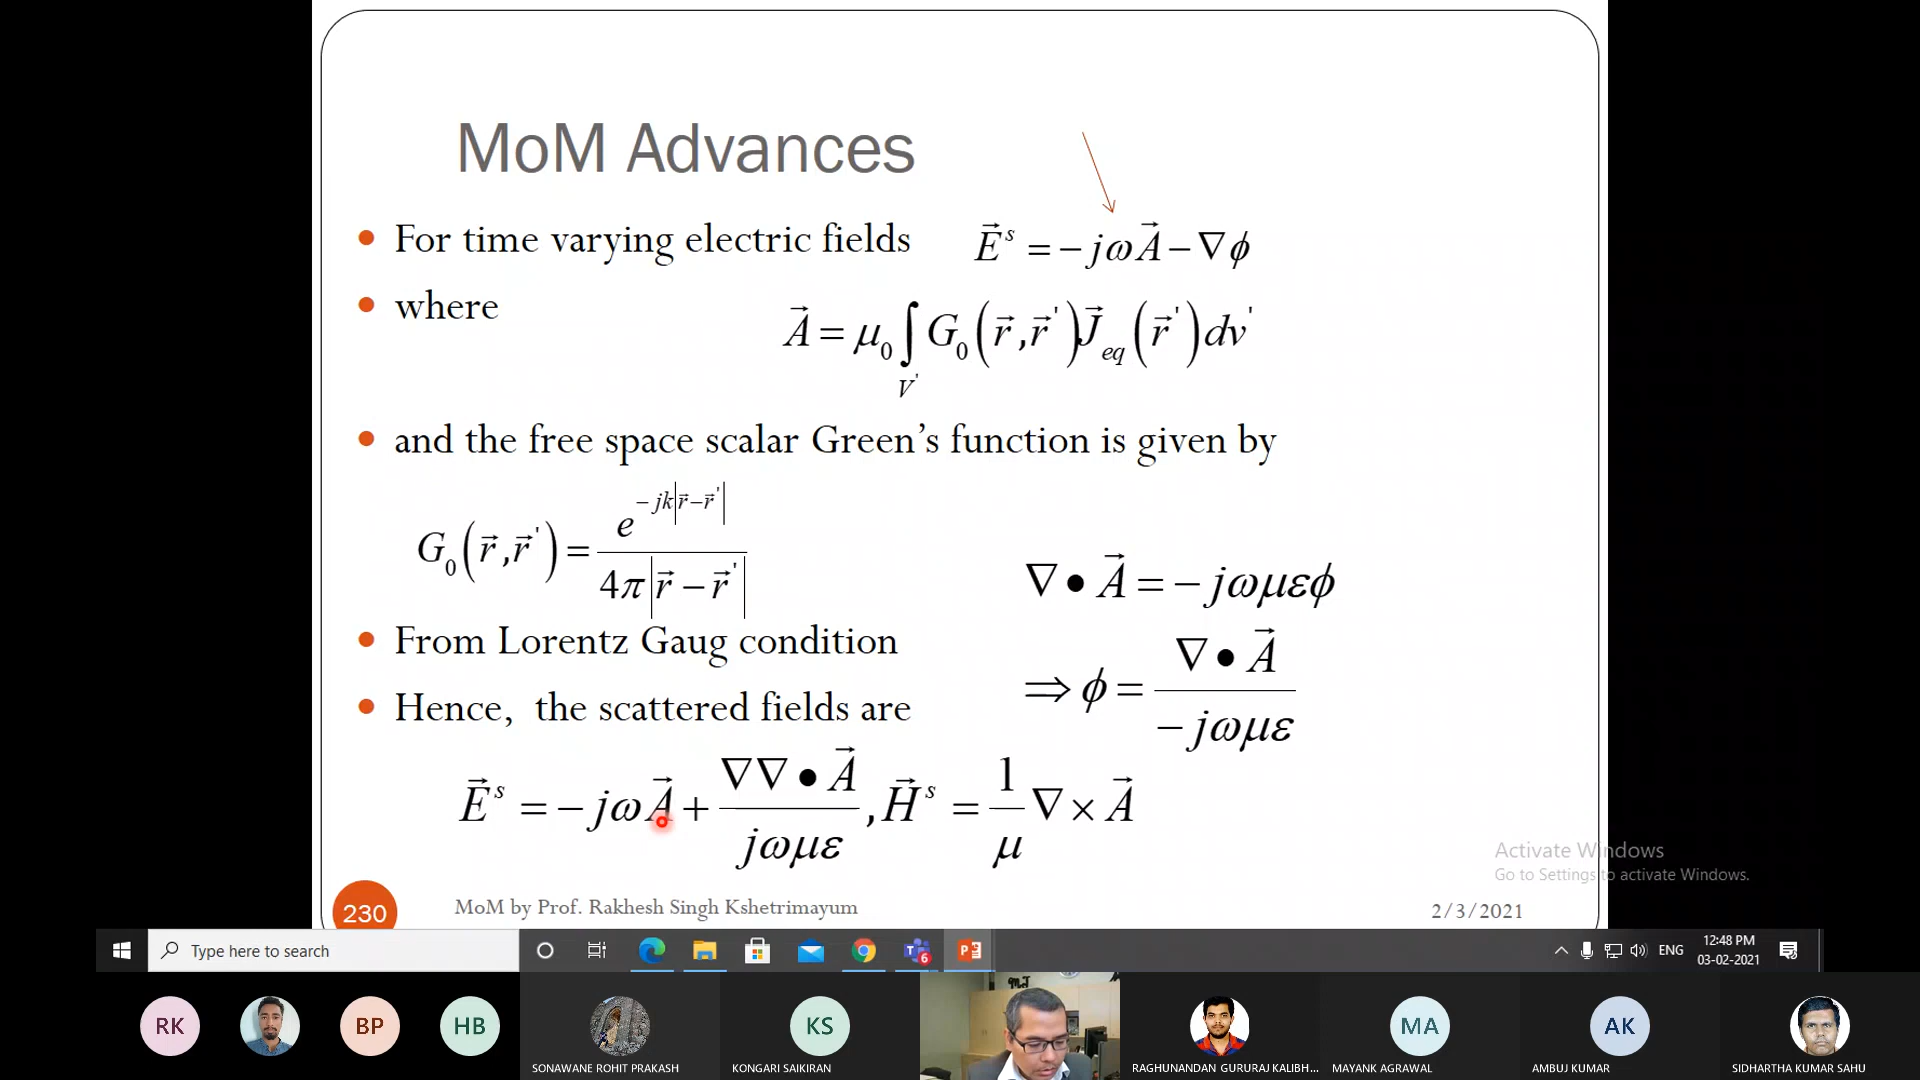 MoM Advances
• For time varying electric fields E⃗ˢ = −jωA⃗ − ∇ϕ
• where A⃗ = μ₀ ∫_V' G₀(r⃗,r⃗')J⃗_eq(r⃗')dv'
• and the free space scalar Green’s function is given by
G₀(r⃗,r⃗') = e^(−jk|r⃗−r⃗'|) / 4π|r⃗−r⃗'|
∇•A⃗ = −jωμεϕ
• From Lorentz Gaug condition
⇒ϕ = ∇•A⃗ / −jωμε
• Hence, the scattered fields are
E⃗ˢ = −jωA⃗ + ∇∇•A⃗ / jωμε , H⃗ˢ = 1/μ ∇×A⃗
Activate Windows
Go to Settings to activate Windows.
230 MoM by Prof. Rakhesh Singh Kshetrimayum 2/3/2021
Type here to search 6 ENG 12:48 PM
03-02-2021
RK BP HB KS MA AK
SONAWANE ROHIT PRAKASH KONGARI SAIKIRAN RAGHUNANDAN GURURAJ KALIBH... MAYANK AGRAWAL AMBUJ KUMAR SIDHARTHA KUMAR SAHU